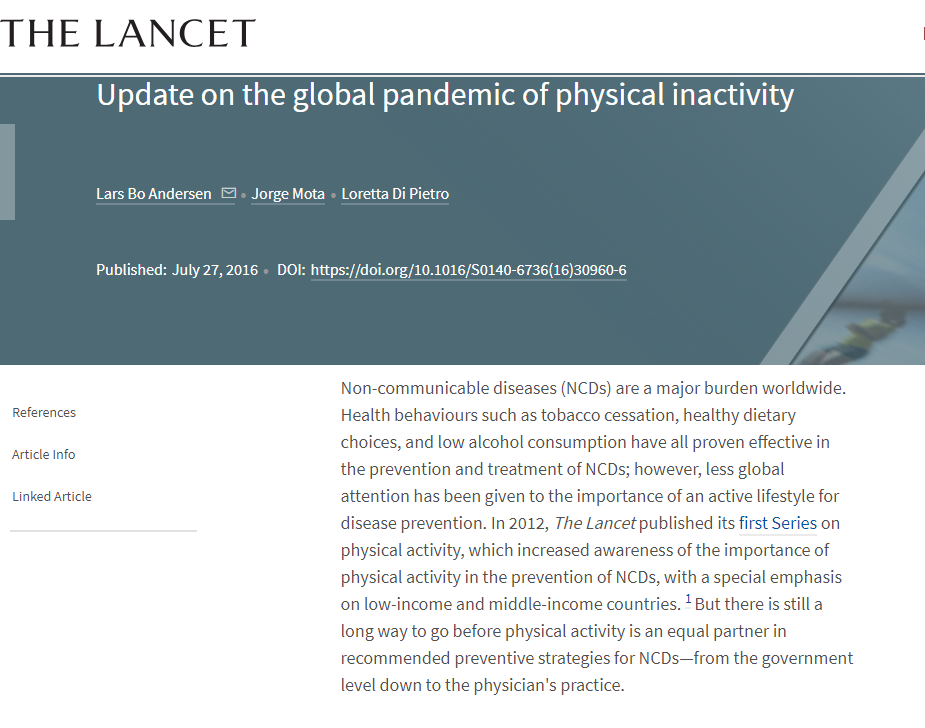 THE LANCET
Update on the global pandemic of physical inactivity
Lars Bo Andersen • Jorge Mota • Loretta Di Pietro
Published: July 27, 2016 • DOI: https://doi.org/10.1016/S0140-6736(16)30960-6
References
Article Info
Linked Article
Non-communicable diseases (NCDs) are a major burden worldwide.
Health behaviours such as tobacco cessation, healthy dietary
choices, and low alcohol consumption have all proven effective in
the prevention and treatment of NCDs; however, less global
attention has been given to the importance of an active lifestyle for
disease prevention. In 2012, The Lancet published its first Series on
physical activity, which increased awareness of the importance of
physical activity in the prevention of NCDs, with a special emphasis
on low-income and middle-income countries. 1 But there is still a
long way to go before physical activity is an equal partner in
recommended preventive strategies for NCDs—from the government
level down to the physician's practice.